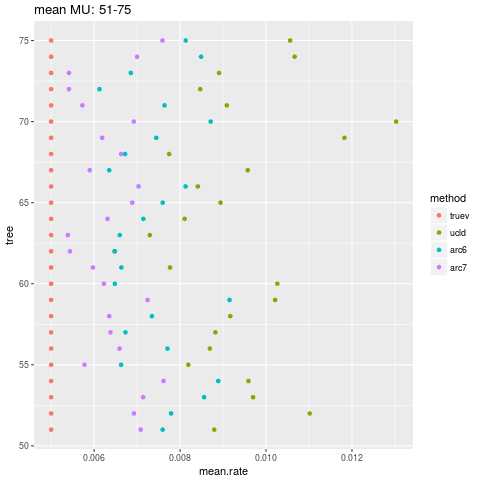 mean MU: 51-75
75
70
65
60
55
50
tree
0.006 0.008 0.010 0.012
mean.rate
method
truev
ucld
arc6
arc7